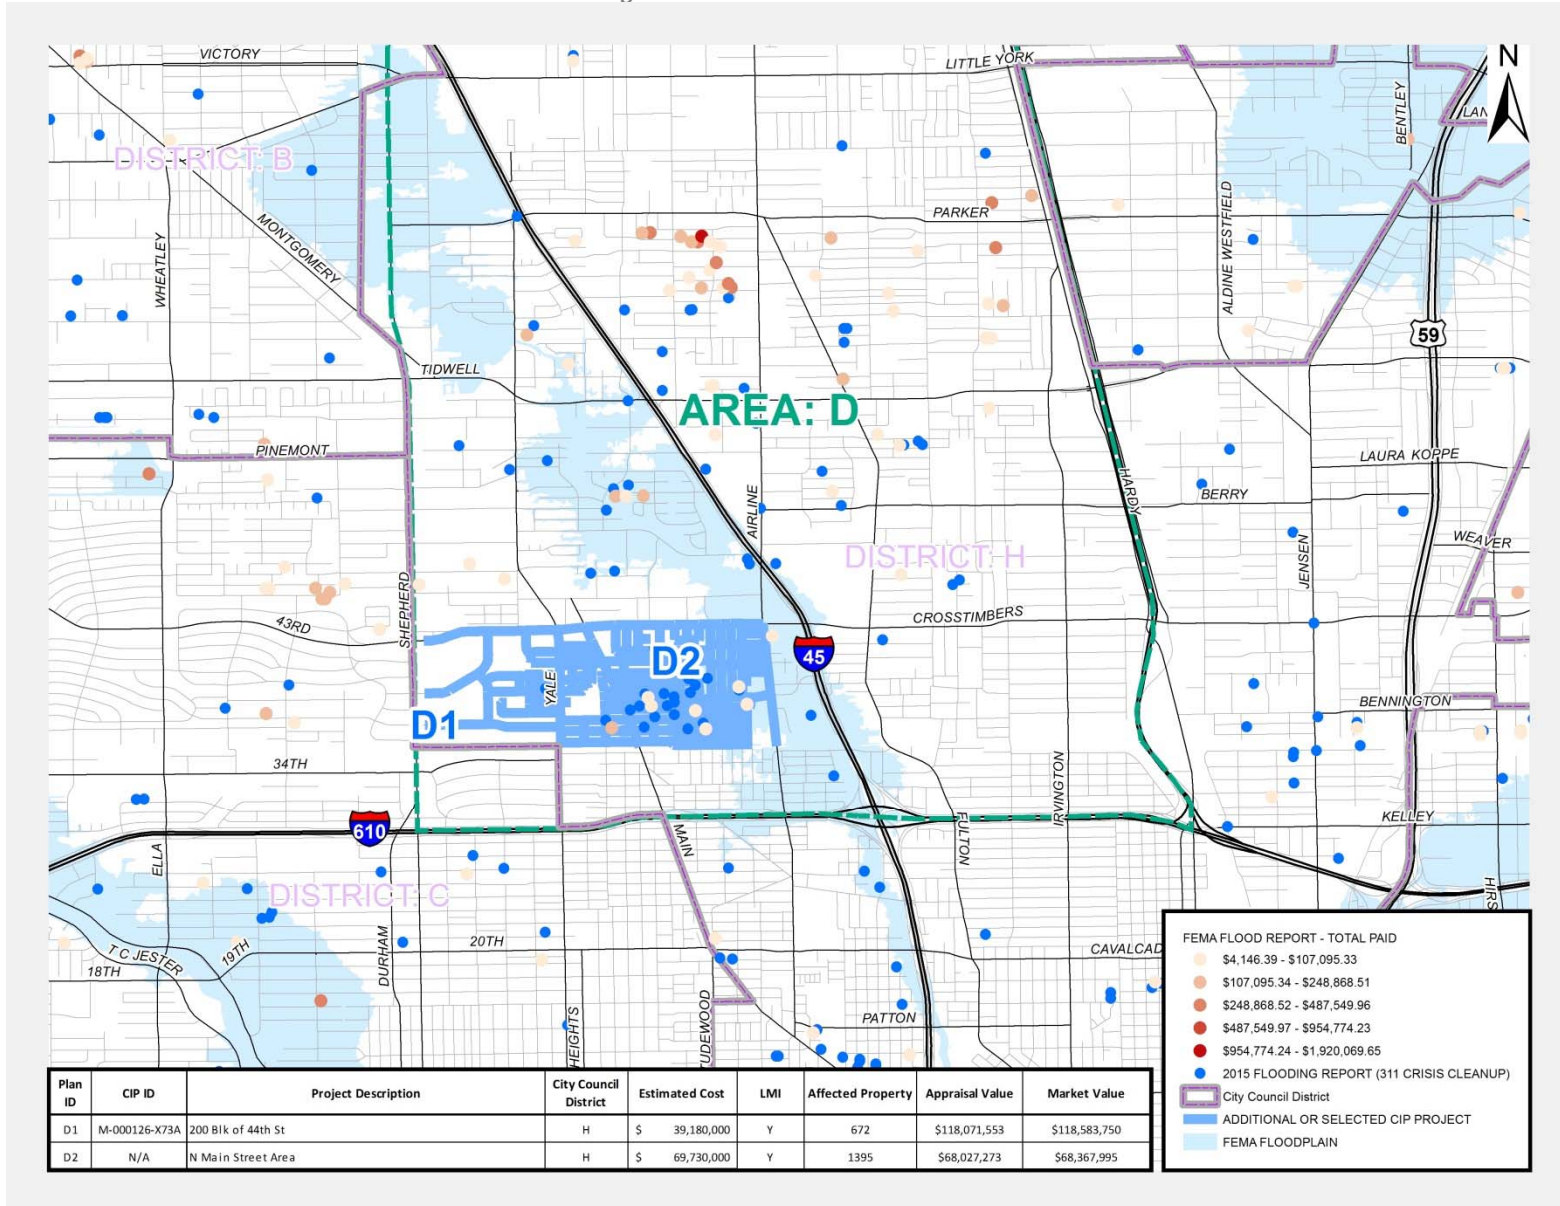 VICTORY
LITTLE YORK
N
BENTLEY
LAN
DISTRICT: B
MONTGOMERY
WHEATLEY
PARKER
ALDINE WESTFIELD
59
TIDWELL
AREA: D
PINEMONT
LAURA KOPPE
HARDY
BERRY
AIRLINE
WEAVER
DISTRICT: H
JENSEN
SHEPHERD
43RD
CROSSTIMBERS
D2
45
YALE
D1
BENNINGTON
34TH
IRVINGTON
610
MAIN
FULTON
KELLEY
ELLA
DISTRICT: C
HIRS
T C JESTER
19TH
18TH
DURHAM
20TH
CAVALCAD
HEIGHTS
UDEWOOD
PATTON
FEMA FLOOD REPORT - TOTAL PAID
$4,146.39 - $107,095.33
$107,095.34 - $248,868.51
$248,868.52 - $487,549.96
$487,549.97 - $954,774.23
$954,774.24 - $1,920,069.65
2015 FLOODING REPORT (311 CRISIS CLEANUP)
City Council District
ADDITIONAL OR SELECTED CIP PROJECT
FEMA FLOODPLAIN
Plan ID CIP ID Project Description City Council District Estimated Cost LMI Affected Property Appraisal Value Market Value
D1 M-000126-X73A 200 Blk of 44th St H $ 39,180,000 Y 672 $118,071,553 $118,583,750
D2 N/A N Main Street Area H $ 69,730,000 Y 1395 $68,027,273 $68,367,995